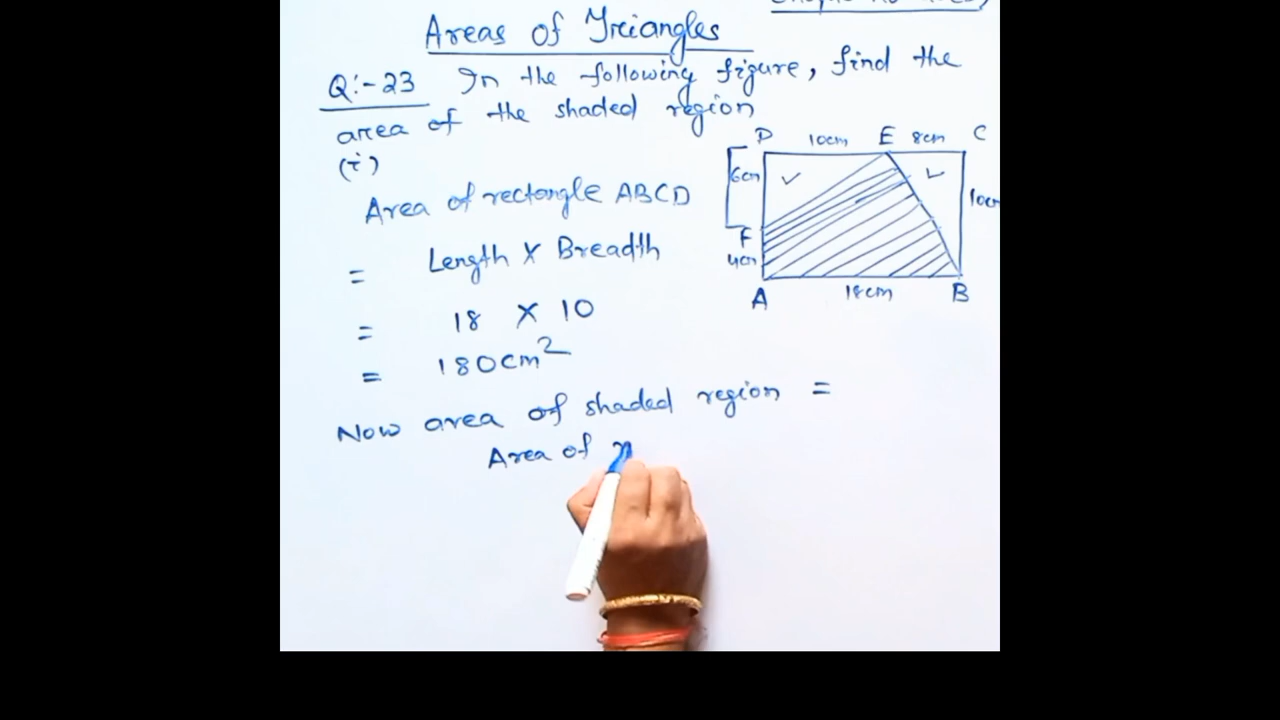 Areas of Triangles
Q:-23 In the following figure, find the
area of the shaded region
(i)
D 10cm E 8cm C
6cm
10cm
F
4cm
A 18cm B
Area of rectangle ABCD
= Length X Breadth
= 18 X 10
= 180cm²
Now area of shaded region =
Area of